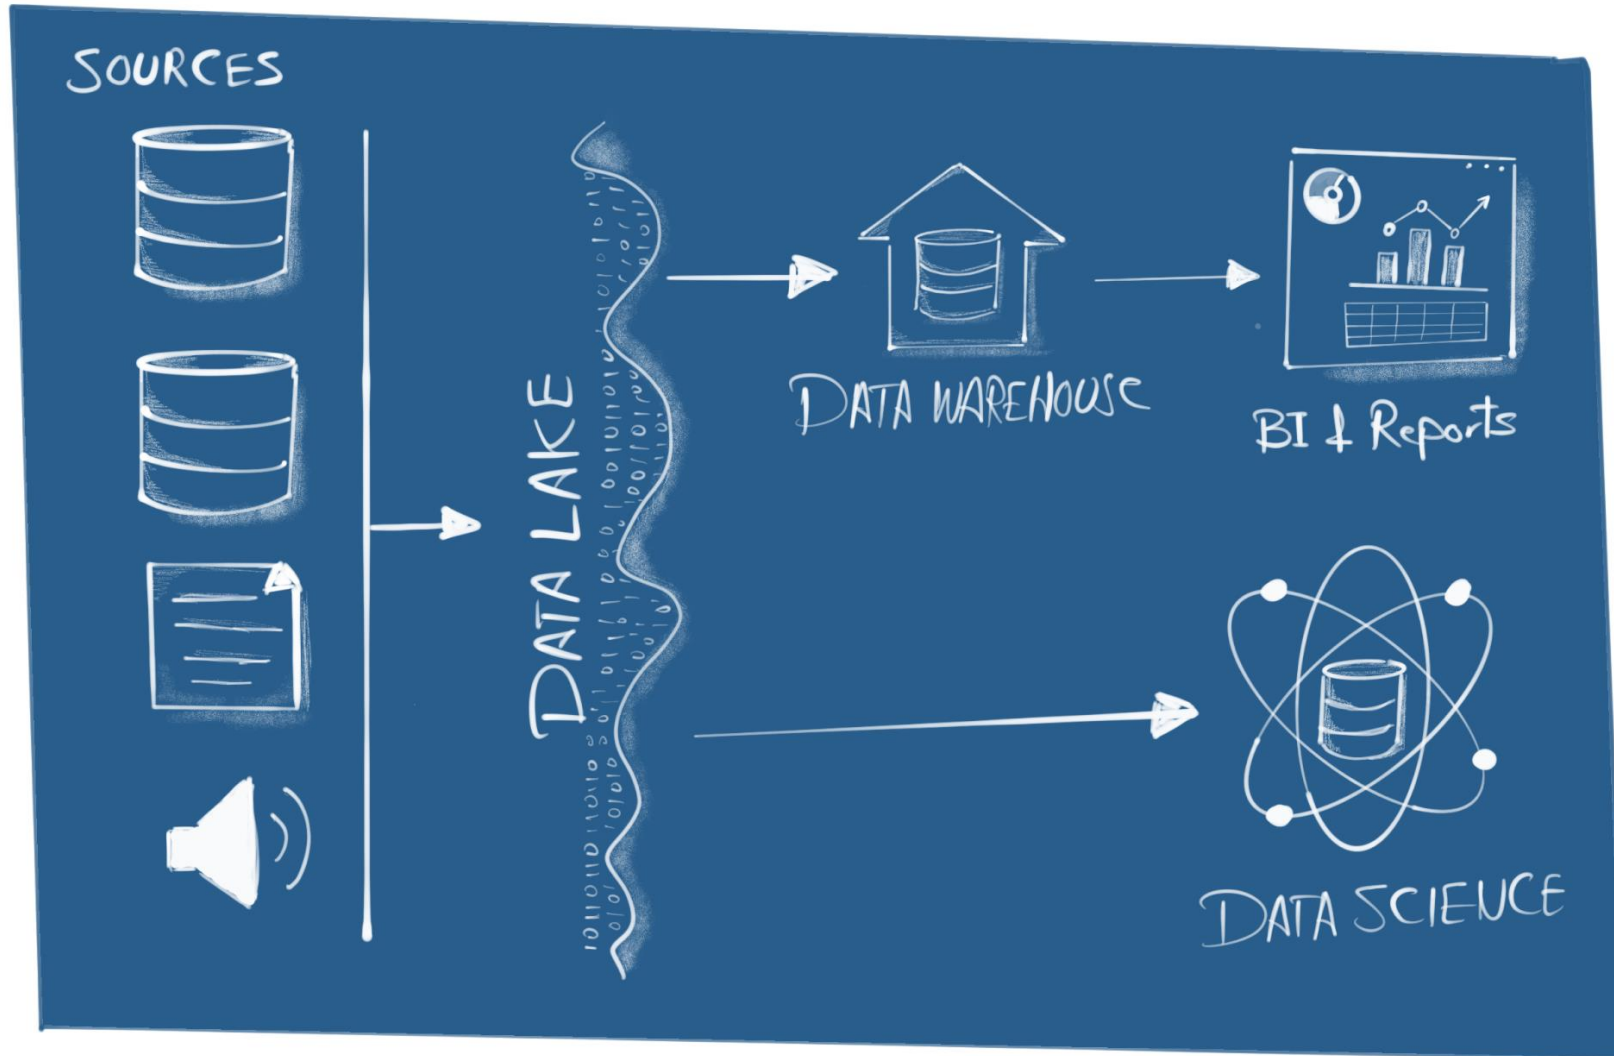 SOURCES
DATA LAKE
DATA WAREHOUSE
BI & Reports
DATA SCIENCE